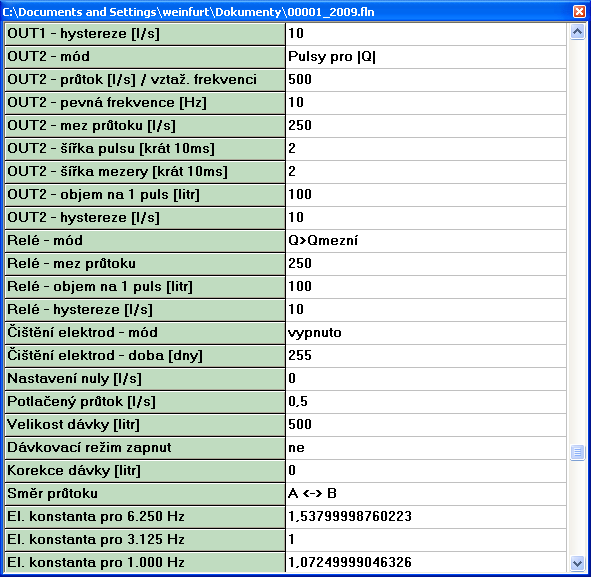 C:\Documents and Settings\weinfurt\Dokumenty\00001_2009.fln
OUT1 - hystereze [l/s] 10
OUT2 - mód Pulsy pro |Q|
OUT2 - průtok [l/s] / vztaž. frekvenci 500
OUT2 - pevná frekvence [Hz] 10
OUT2 - mez průtoku [l/s] 250
OUT2 - šířka pulsu [krát 10ms] 2
OUT2 - šířka mezery [krát 10ms] 2
OUT2 - objem na 1 puls [litr] 100
OUT2 - hystereze [l/s] 10
Relé - mód Q>Qmezní
Relé - mez průtoku 250
Relé - objem na 1 puls [litr] 100
Relé - hystereze [l/s] 10
Čištění elektrod - mód vypnuto
Čištění elektrod - doba [dny] 255
Nastavení nuly [l/s] 0
Potlačený průtok [l/s] 0,5
Velikost dávky [litr] 500
Dávkovací režim zapnut ne
Korekce dávky [litr] 0
Směr průtoku A <-> B
El. konstanta pro 6.250 Hz 1,53799998760223
El. konstanta pro 3.125 Hz 1
El. konstanta pro 1.000 Hz 1,07249999046326